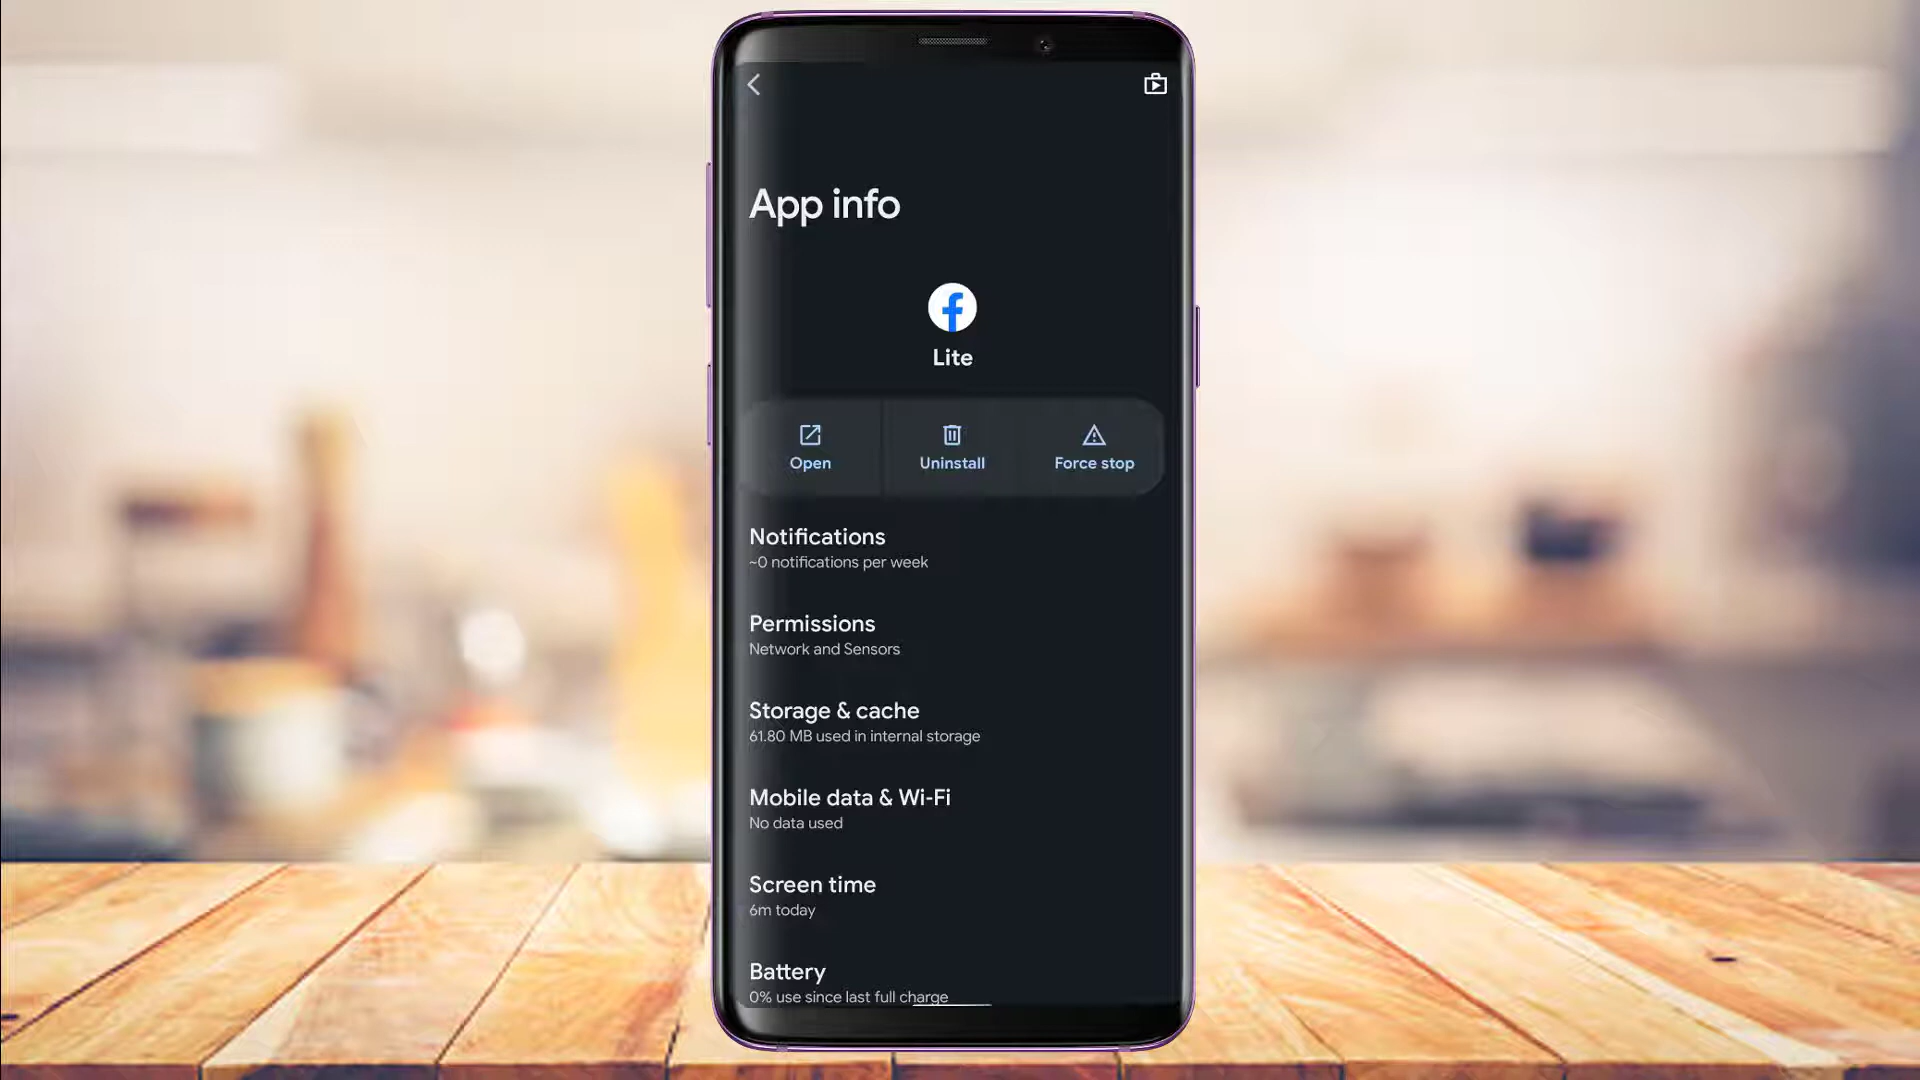 App info
Lite
Open
Uninstall
Force stop
Notifications
~0 notifications per week
Permissions
Network and Sensors
Storage & cache
61.80 MB used in internal storage
Mobile data & Wi-Fi
No data used
Screen time
6m today
Battery
0% use since last full charge